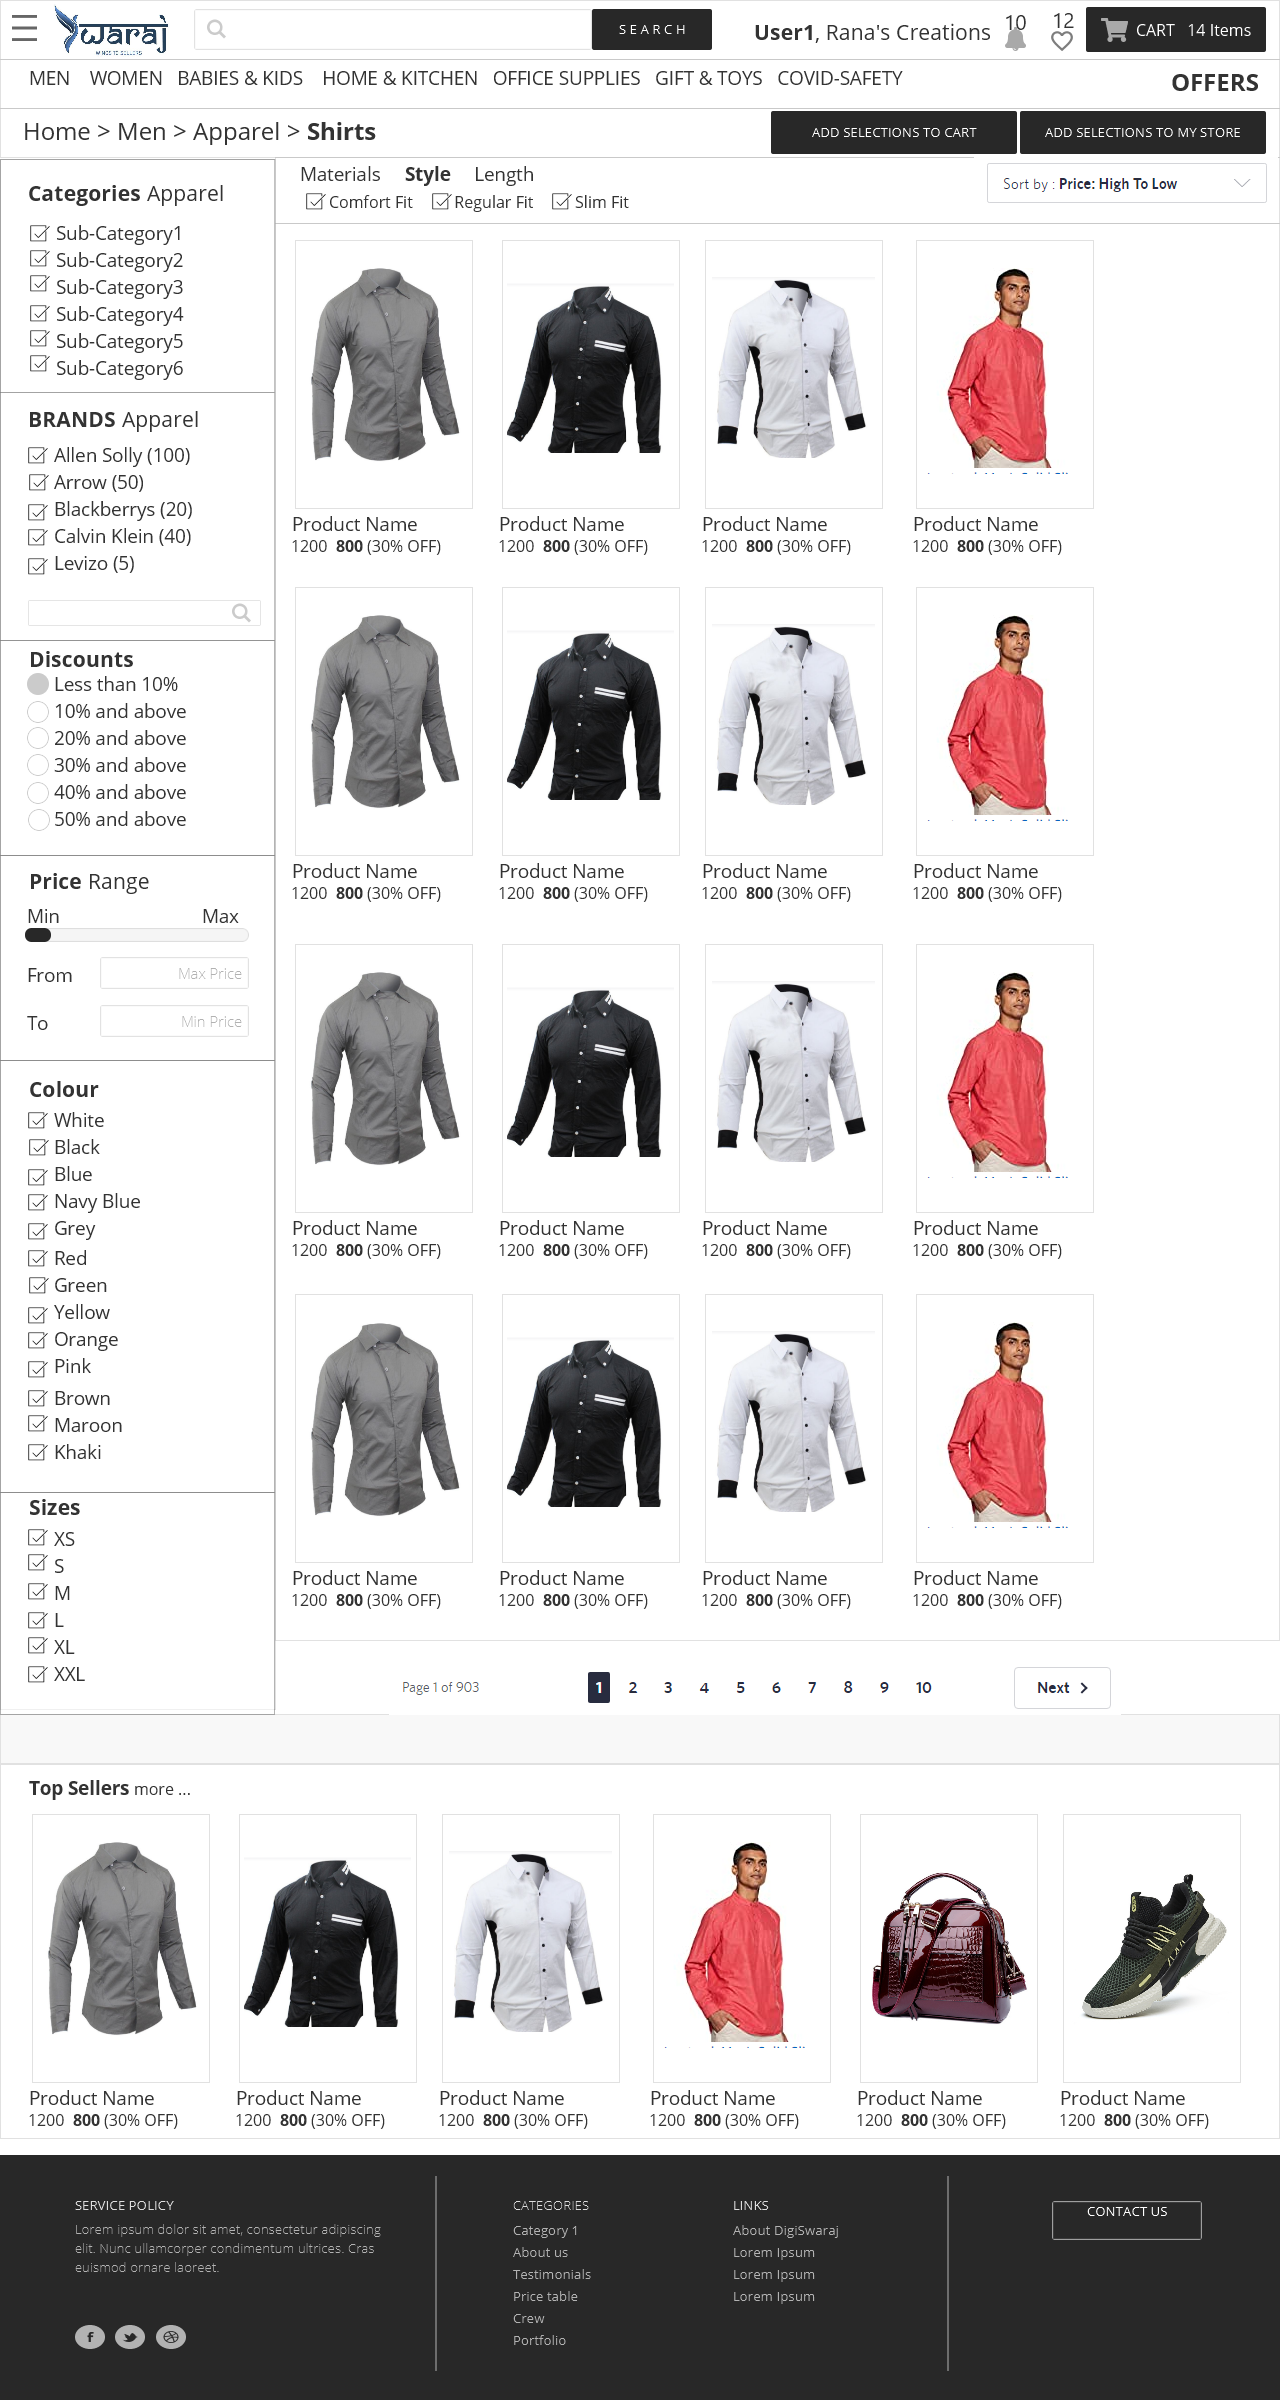 Swaraj
WINGS TO SELLERS
SEARCH
User1, Rana's Creations
10
12
CART 14 Items
MEN WOMEN BABIES & KIDS HOME & KITCHEN OFFICE SUPPLIES GIFT & TOYS COVID-SAFETY
OFFERS
Home > Men > Apparel > Shirts
ADD SELECTIONS TO CART
ADD SELECTIONS TO MY STORE
Categories Apparel
Sub-Category1
Sub-Category2
Sub-Category3
Sub-Category4
Sub-Category5
Sub-Category6
BRANDS Apparel
Allen Solly (100)
Arrow (50)
Blackberrys (20)
Calvin Klein (40)
Levizo (5)
Discounts
Less than 10%
10% and above
20% and above
30% and above
40% and above
50% and above
Price Range
Min Max
From Max Price
To Min Price
Colour
White
Black
Blue
Navy Blue
Grey
Red
Green
Yellow
Orange
Pink
Brown
Maroon
Khaki
Sizes
XS
S
M
L
XL
XXL
Materials Style Length
Comfort Fit Regular Fit Slim Fit
Sort by : Price: High To Low
Product Name Product Name Product Name Product Name
1200 800 (30% OFF) 1200 800 (30% OFF) 1200 800 (30% OFF) 1200 800 (30% OFF)
Product Name Product Name Product Name Product Name
1200 800 (30% OFF) 1200 800 (30% OFF) 1200 800 (30% OFF) 1200 800 (30% OFF)
Product Name Product Name Product Name Product Name
1200 800 (30% OFF) 1200 800 (30% OFF) 1200 800 (30% OFF) 1200 800 (30% OFF)
Product Name Product Name Product Name Product Name
1200 800 (30% OFF) 1200 800 (30% OFF) 1200 800 (30% OFF) 1200 800 (30% OFF)
Page 1 of 903
1 2 3 4 5 6 7 8 9 10
Next >
Top Sellers more ...
Product Name Product Name Product Name Product Name Product Name Product Name
1200 800 (30% OFF) 1200 800 (30% OFF) 1200 800 (30% OFF) 1200 800 (30% OFF) 1200 800 (30% OFF) 1200 800 (30% OFF)
SERVICE POLICY
Lorem ipsum dolor sit amet, consectetur adipiscing
elit. Nunc ullamcorper condimentum ultrices. Cras
euismod ornare laoreet.
CATEGORIES
Category 1
About us
Testimonials
Price table
Crew
Portfolio
LINKS
About DigiSwaraj
Lorem Ipsum
Lorem Ipsum
Lorem Ipsum
CONTACT US